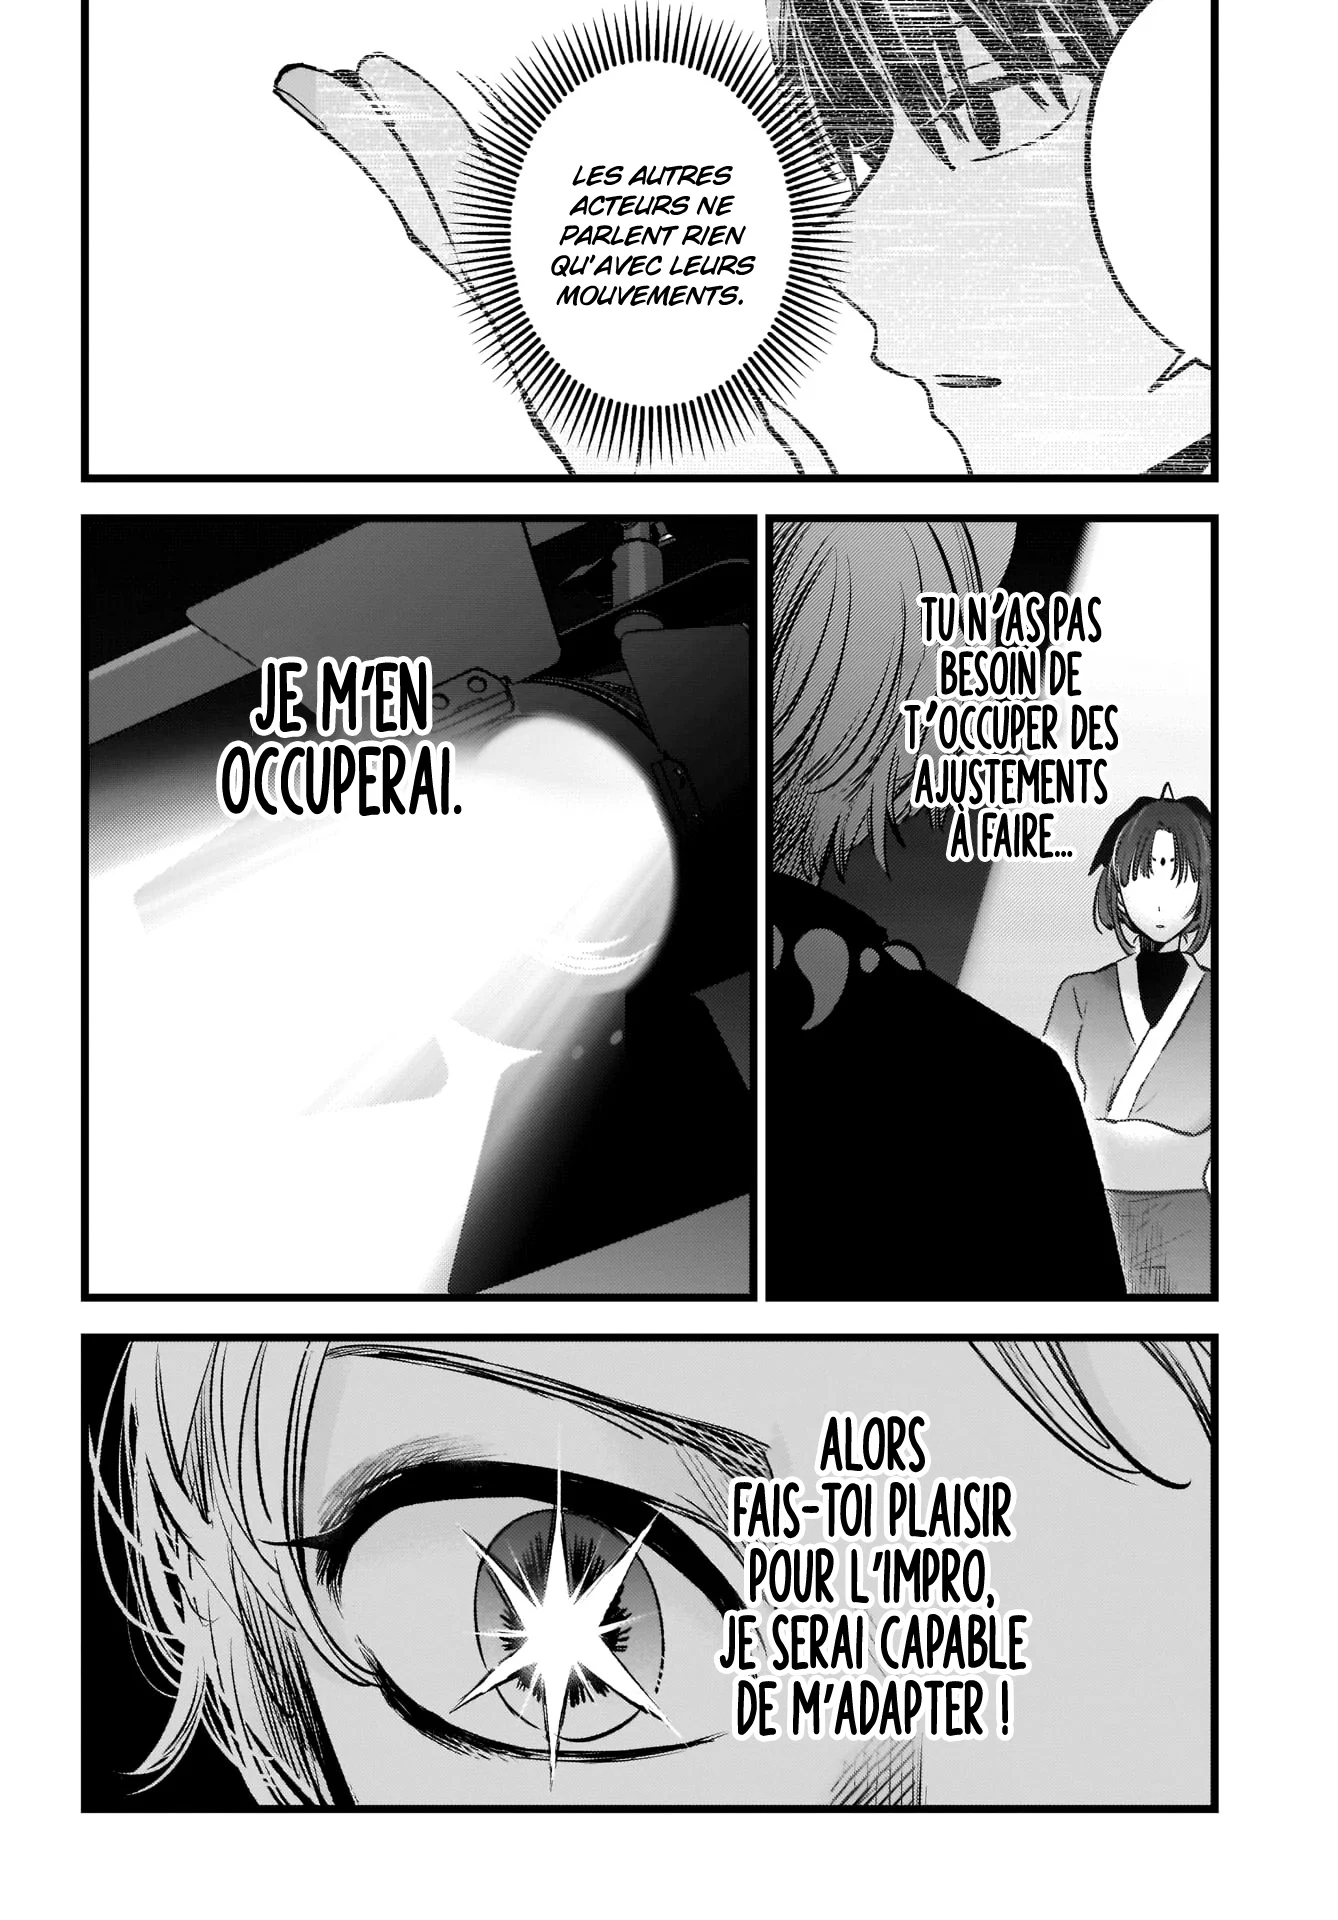 LES AUTRES
ACTEURS NE
PARLENT RIEN
QU'AVEC LEURS
MOUVEMENTS.
TU N'AS PAS
BESOIN DE
T'OCCUPER DES
AJUSTEMENTS
À FAIRE...
JE M'EN
OCCUPERAI.
ALORS
FAIS-TOI PLAISIR
POUR L'IMPRO,
JE SERAI CAPABLE
DE M'ADAPTER !